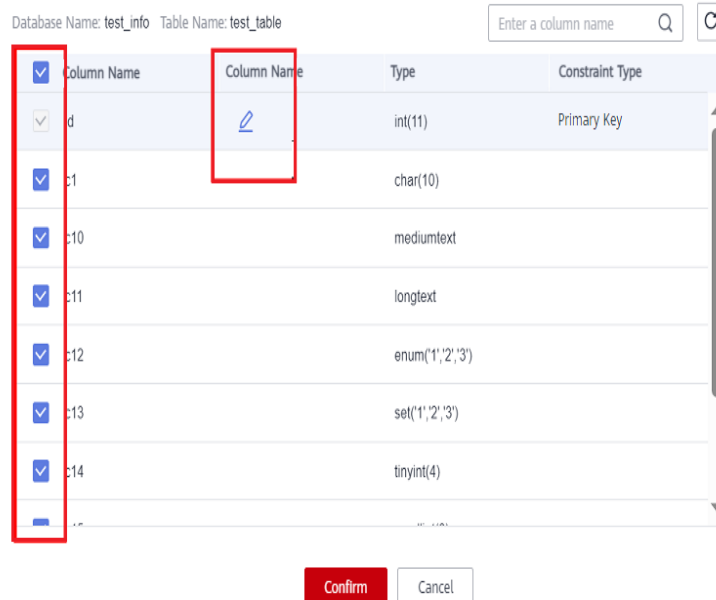 Database Name: test_info Table Name: test_table Enter a column name
Column Name Column Name Type Constraint Type
d int(11) Primary Key
c1 char(10)
c10 mediumtext
c11 longtext
c12 enum('1','2','3')
c13 set('1','2','3')
c14 tinyint(4)
Confirm Cancel